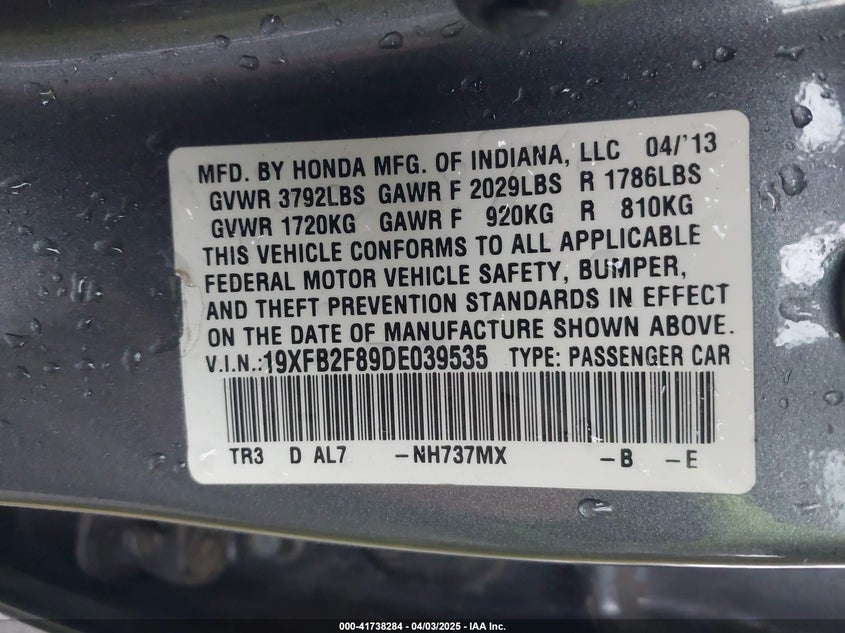 MFD. BY HONDA MFG. OF INDIANA, LLC 04/'13
GVWR 3792LBS GAWR F 2029LBS R 1786LBS
GVWR 1720KG GAWR F 920KG R 810KG
THIS VEHICLE CONFORMS TO ALL APPLICABLE
FEDERAL MOTOR VEHICLE SAFETY, BUMPER,
AND THEFT PREVENTION STANDARDS IN EFFECT
ON THE DATE OF MANUFACTURE SHOWN ABOVE.
V.I.N.:19XFB2F89DE039535 TYPE: PASSENGER CAR
TR3 D AL7 -NH737MX -B -E
000-41738284 - 04/03/2025 - IAA Inc.